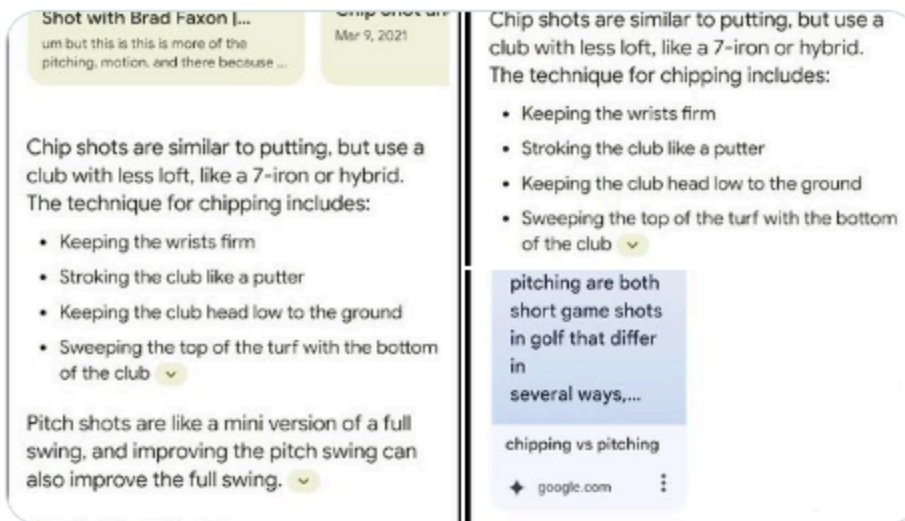 Shot with Brad Faxon |...
um but this is this is more of the
pitching, motion, and there because ...
Chip shot an
Mar 9, 2021
Chip shots are similar to putting, but use a
club with less loft, like a 7-iron or hybrid.
The technique for chipping includes:
• Keeping the wrists firm
• Stroking the club like a putter
• Keeping the club head low to the ground
• Sweeping the top of the turf with the bottom
of the club
Pitch shots are like a mini version of a full
swing, and improving the pitch swing can
also improve the full swing.
Chip shots are similar to putting, but use a
club with less loft, like a 7-iron or hybrid.
The technique for chipping includes:
• Keeping the wrists firm
• Stroking the club like a putter
• Keeping the club head low to the ground
• Sweeping the top of the turf with the bottom
of the club
pitching are both
short game shots
in golf that differ
in
several ways,...
chipping vs pitching
google.com